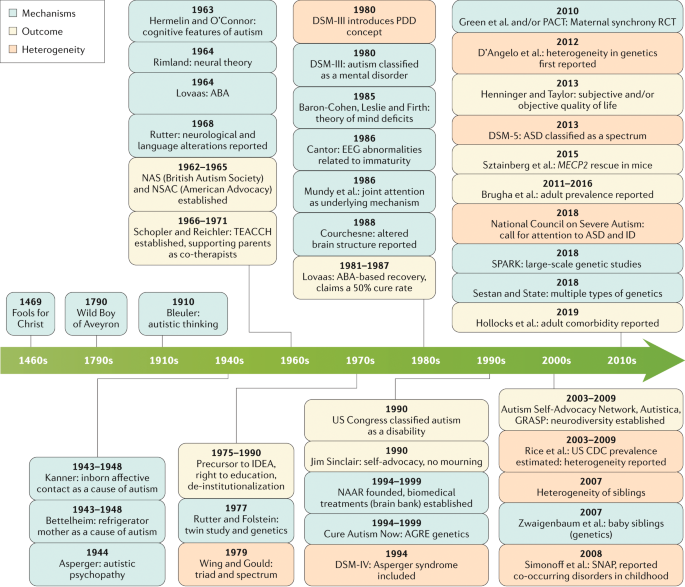 Mechanisms
Outcome
Heterogeneity
1963
Hermelin and O'Connor:
cognitive features of autism
1964
Rimland: neural theory
1964
Lovaas: ABA
1968
Rutter: neurological and
language alterations reported
1962–1965
NAS (British Autism Society)
and NSAC (American Advocacy)
established
1966–1971
Schopler and Reichler: TEACCH
established, supporting parents
as co-therapists
1980
DSM-III introduces PDD
concept
1980
DSM-III: autism classified
as a mental disorder
1985
Baron-Cohen, Leslie and Firth:
theory of mind deficits
1986
Cantor: EEG abnormalities
related to immaturity
1986
Mundy et al.: joint attention
as underlying mechanism
1988
Courchesne: altered
brain structure reported
1981–1987
Lovaas: ABA-based recovery,
claims a 50% cure rate
2010
Green et al. and/or PACT: Maternal synchrony RCT
2012
D'Angelo et al.: heterogeneity in genetics
first reported
2013
Henninger and Taylor: subjective and/or
objective quality of life
2013
DSM-5: ASD classified as a spectrum
2015
Sztainberg et al.: MECP2 rescue in mice
2011–2016
Brugha et al.: adult prevalence reported
2018
National Council on Severe Autism:
call for attention to ASD and ID
2018
SPARK: large-scale genetic studies
2018
Sestan and State: multiple types of genetics
2019
Hollocks et al.: adult comorbidity reported
1469
Fools for
Christ
1790
Wild Boy
of Aveyron
1910
Bleuler:
autistic thinking
1460s 1790s 1910s 1940s 1960s 1970s 1980s 1990s 2000s 2010s
1943–1948
Kanner: inborn affective
contact as a cause of autism
1943–1948
Bettelheim: refrigerator
mother as a cause of autism
1944
Asperger: autistic
psychopathy
1975–1990
Precursor to IDEA,
right to education,
de-institutionalization
1977
Rutter and Folstein:
twin study and genetics
1979
Wing and Gould:
triad and spectrum
1990
US Congress classified autism
as a disability
1990
Jim Sinclair: self-advocacy, no mourning
1994–1999
NAAR founded, biomedical
treatments (brain bank) established
1994–1999
Cure Autism Now: AGRE genetics
1994
DSM-IV: Asperger syndrome
included
2003–2009
Autism Self-Advocacy Network, Autistica,
GRASP: neurodiversity established
2003–2009
Rice et al.: US CDC prevalence
estimated: heterogeneity reported
2007
Heterogeneity of siblings
2007
Zwaigenbaum et al.: baby siblings
(genetics)
2008
Simonoff et al.: SNAP, reported
co-occurring disorders in childhood